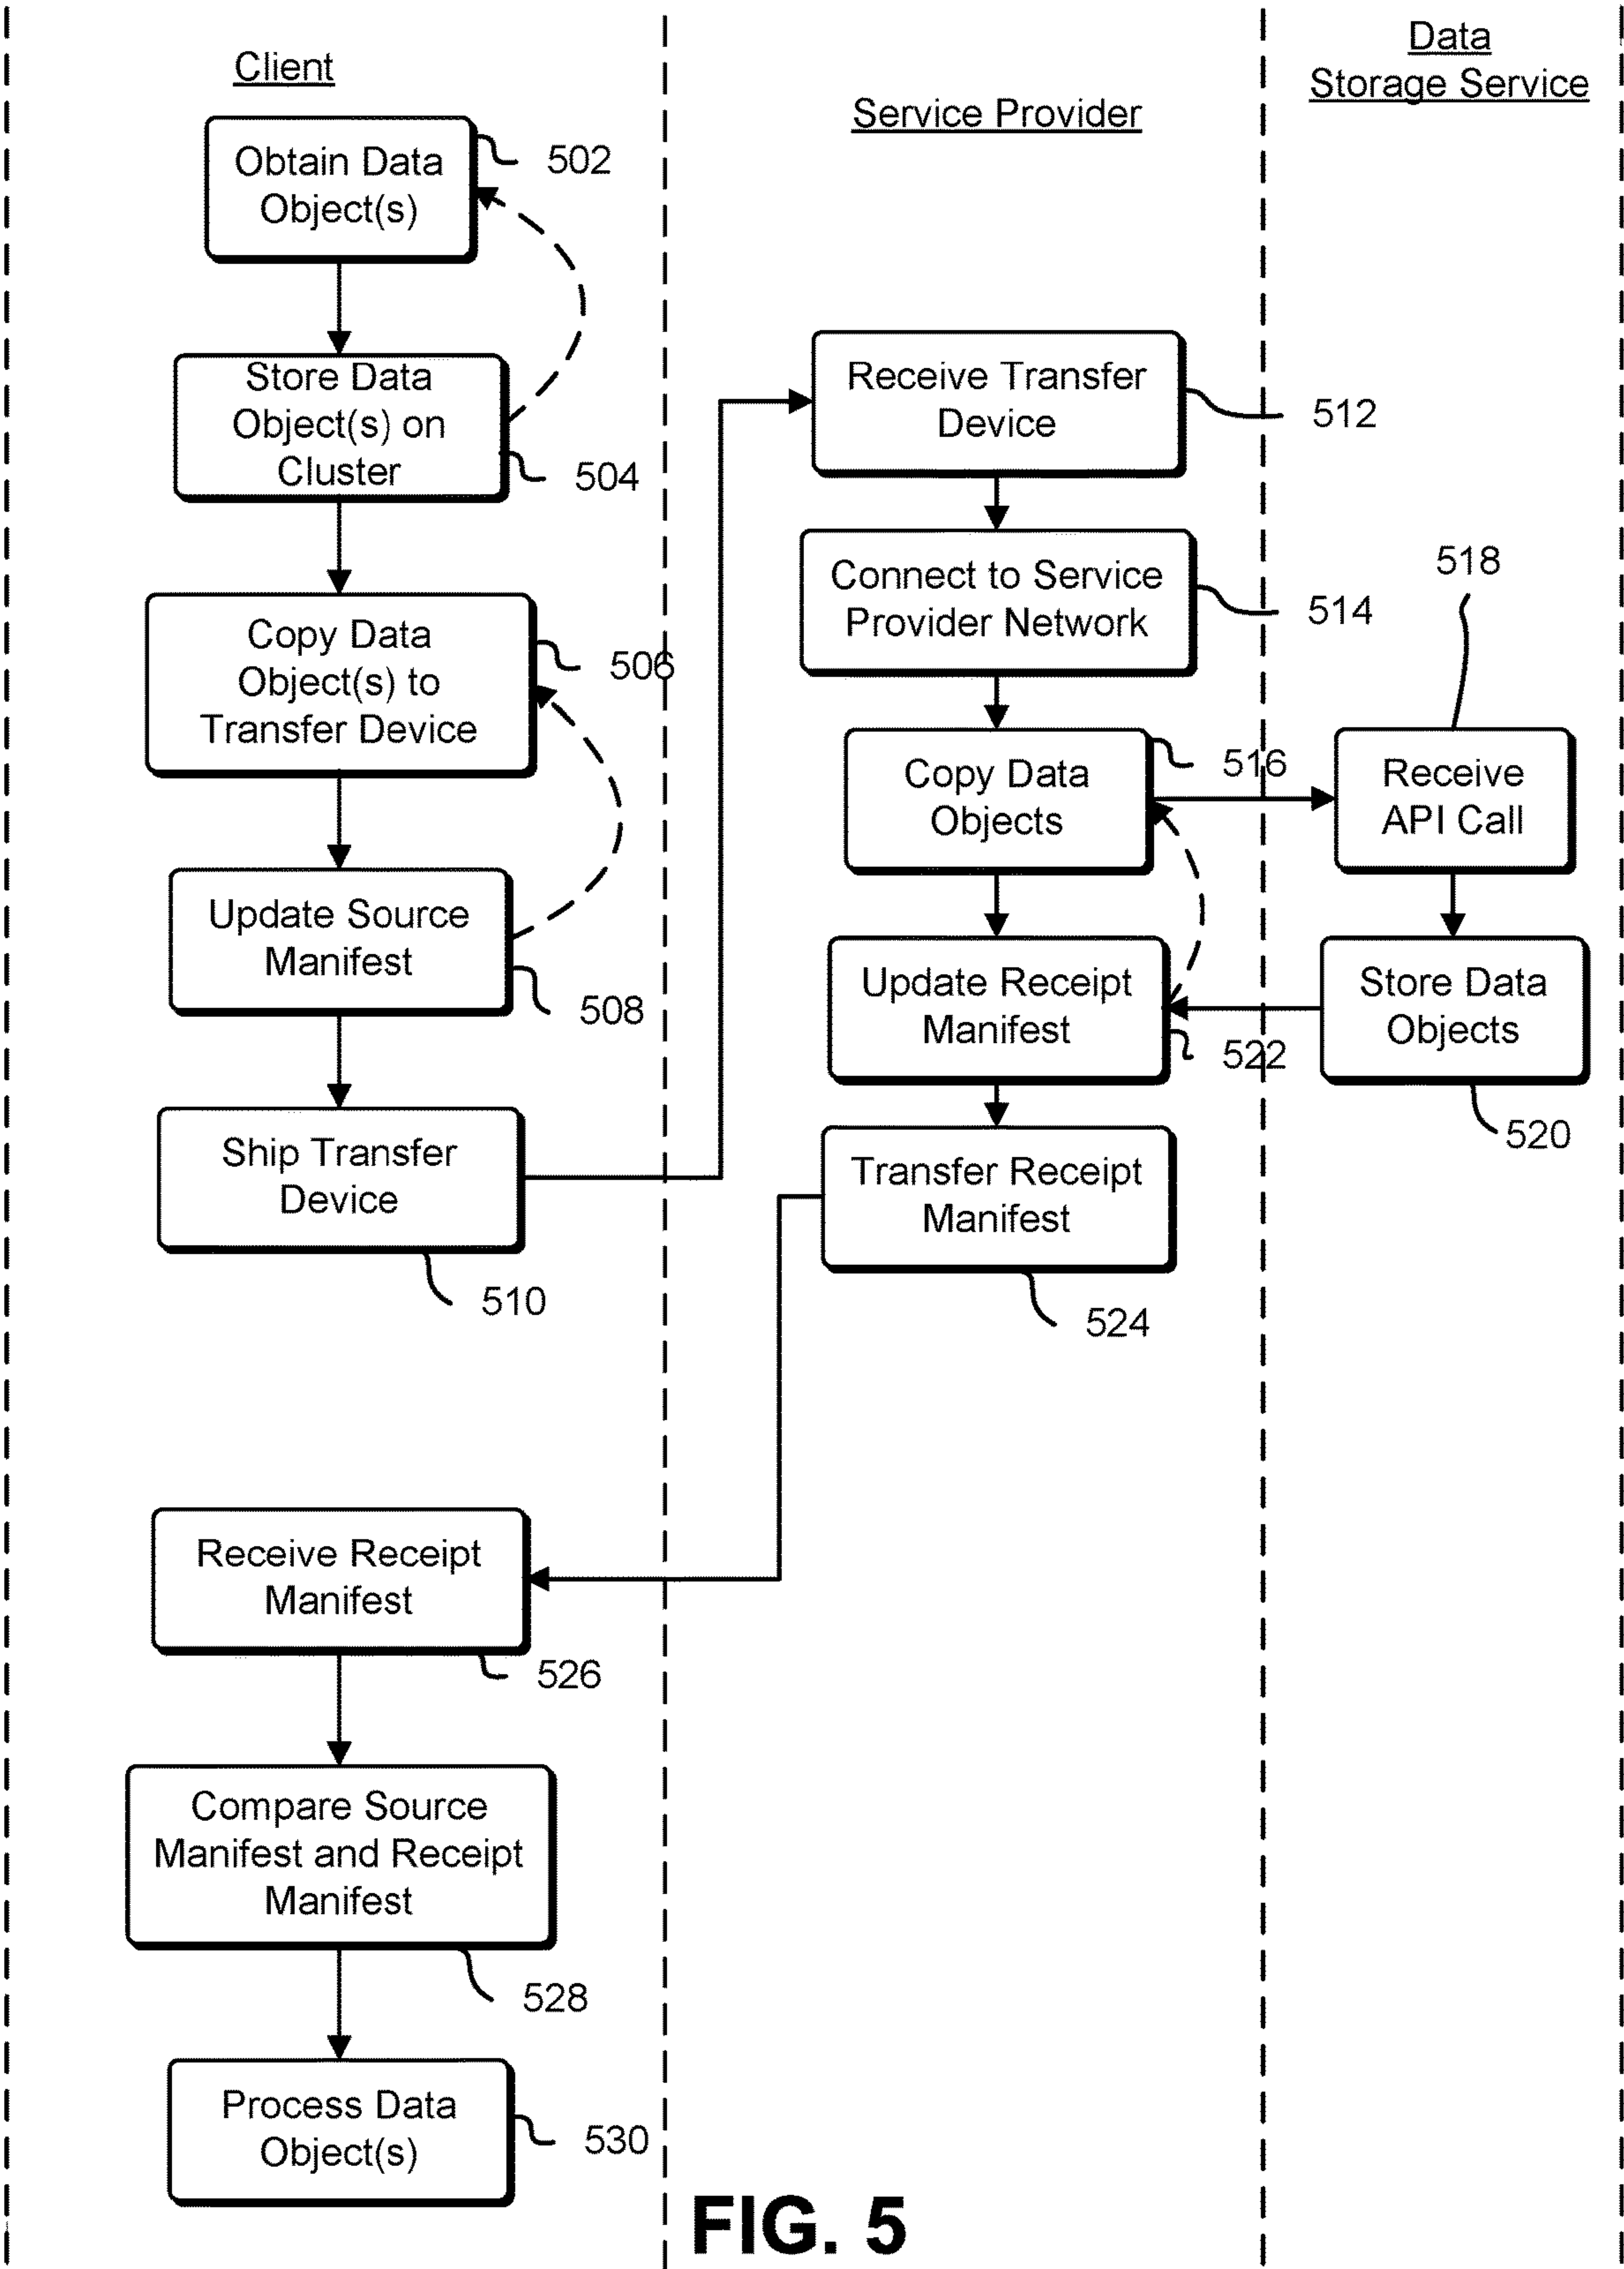 Client
Obtain Data
Object(s)
502
Store Data
Object(s) on
Cluster
504
Copy Data
Object(s) to
Transfer Device
506
Update Source
Manifest
508
Ship Transfer
Device
510
Service Provider
Receive Transfer
Device
512
Connect to Service
Provider Network
514
Copy Data
Objects
516
Data
Storage Service
518
Receive
API Call
Store Data
Objects
520
Update Receipt
Manifest
522
Transfer Receipt
Manifest
524
Receive Receipt
Manifest
526
Compare Source
Manifest and Receipt
Manifest
528
Process Data
Object(s)
530
FIG. 5